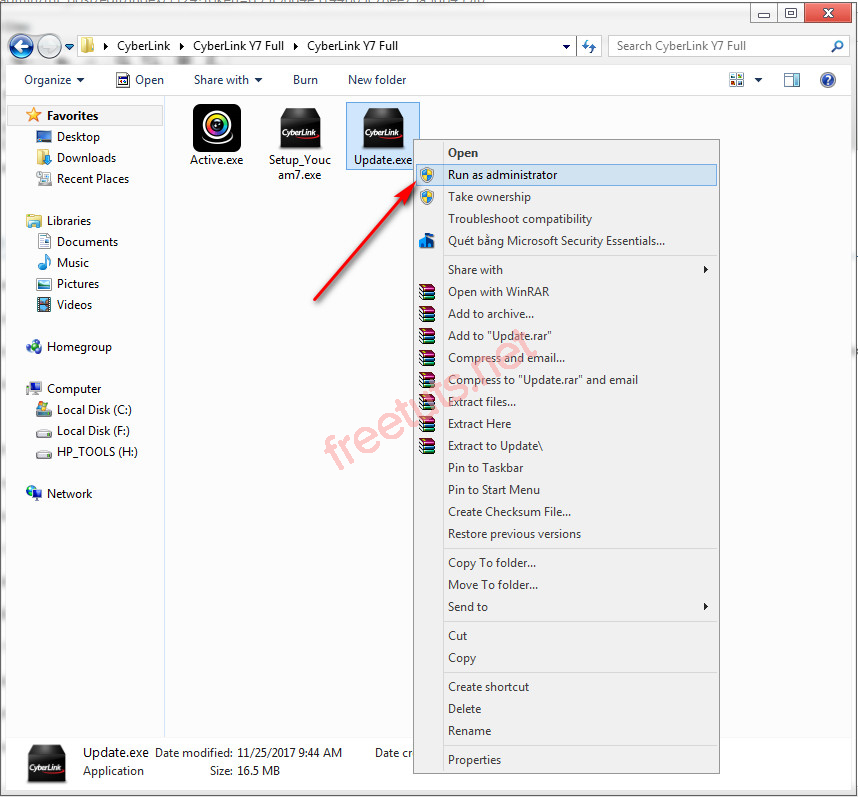 CyberLink CyberLink Y7 Full CyberLink Y7 Full Search CyberLink Y7 Full
Organize Open Share with Burn New folder
Favorites
Desktop
Downloads
Recent Places
Libraries
Documents
Music
Pictures
Videos
Homegroup
Computer
Local Disk (C:)
Local Disk (F:)
HP_TOOLS (H:)
Network
CyberLink
CyberLink
Active.exe
Setup_Youc
am7.exe
Update.exe
Open
Run as administrator
Take ownership
Troubleshoot compatibility
Quét bằng Microsoft Security Essentials...
Share with
Open with WinRAR
Add to archive...
Add to "Update.rar"
Compress and email...
Compress to "Update.rar" and email
Extract files...
Extract Here
Extract to Update\
Pin to Taskbar
Pin to Start Menu
Create Checksum File...
Restore previous versions
Copy To folder...
Move To folder...
Send to
Cut
Copy
Create shortcut
Delete
Rename
Properties
freetuts.net
CyberLink
Update.exe Date modified: 11/25/2017 9:44 AM Date cr
Application Size: 16.5 MB